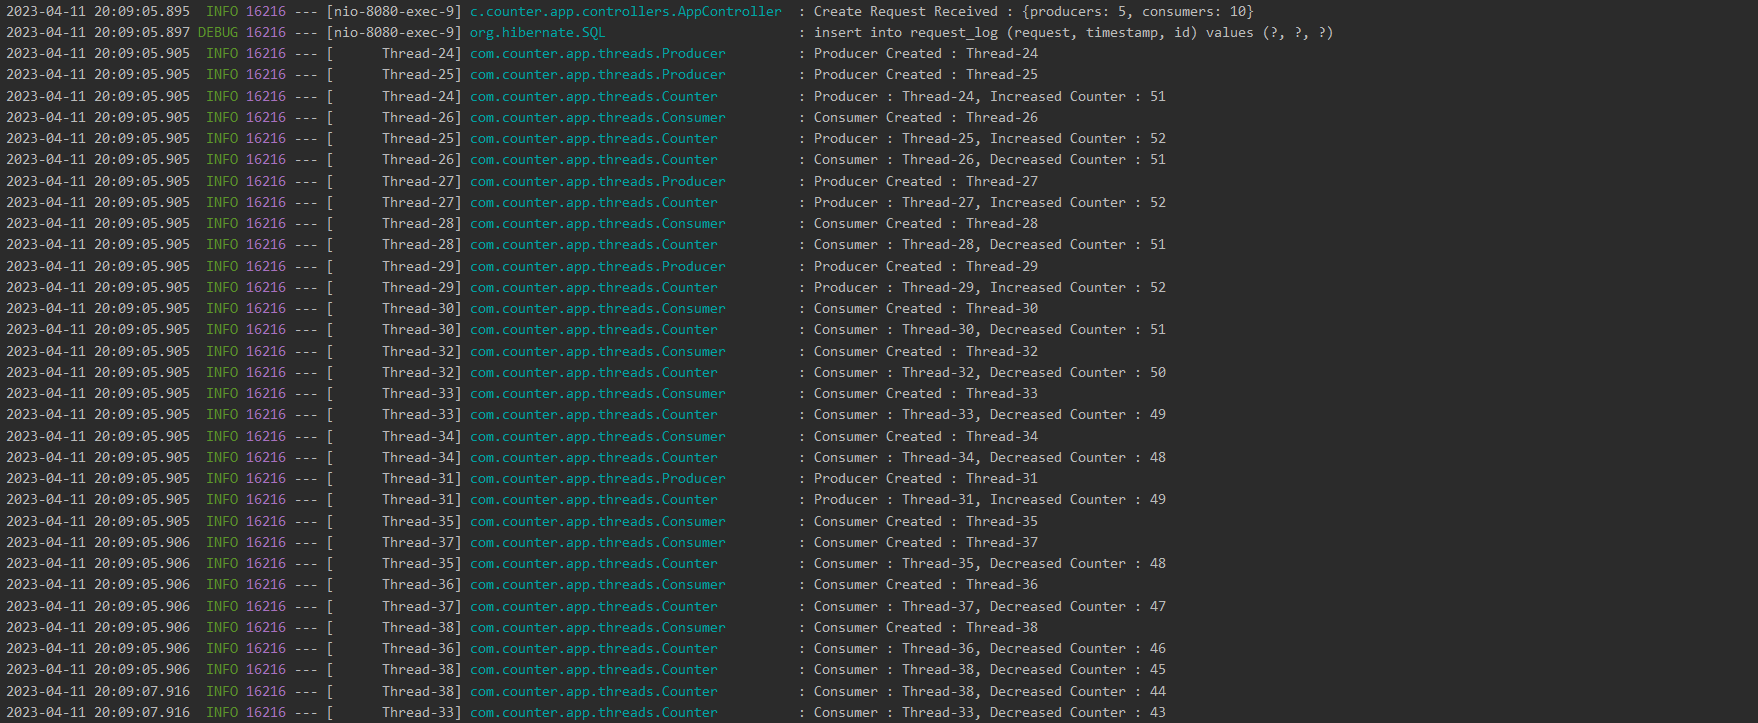 2023-04-11 20:09:05.895  INFO 16216 --- [nio-8080-exec-9] c.counter.app.controllers.AppController  : Create Request Received : {producers: 5, consumers: 10}
2023-04-11 20:09:05.897 DEBUG 16216 --- [nio-8080-exec-9] org.hibernate.SQL                        : insert into request_log (request, timestamp, id) values (?, ?, ?)
2023-04-11 20:09:05.905  INFO 16216 --- [      Thread-24] com.counter.app.threads.Producer         : Producer Created : Thread-24
2023-04-11 20:09:05.905  INFO 16216 --- [      Thread-25] com.counter.app.threads.Producer         : Producer Created : Thread-25
2023-04-11 20:09:05.905  INFO 16216 --- [      Thread-24] com.counter.app.threads.Counter          : Producer : Thread-24, Increased Counter : 51
2023-04-11 20:09:05.905  INFO 16216 --- [      Thread-26] com.counter.app.threads.Consumer         : Consumer Created : Thread-26
2023-04-11 20:09:05.905  INFO 16216 --- [      Thread-25] com.counter.app.threads.Counter          : Producer : Thread-25, Increased Counter : 52
2023-04-11 20:09:05.905  INFO 16216 --- [      Thread-26] com.counter.app.threads.Counter          : Consumer : Thread-26, Decreased Counter : 51
2023-04-11 20:09:05.905  INFO 16216 --- [      Thread-27] com.counter.app.threads.Producer         : Producer Created : Thread-27
2023-04-11 20:09:05.905  INFO 16216 --- [      Thread-27] com.counter.app.threads.Counter          : Producer : Thread-27, Increased Counter : 52
2023-04-11 20:09:05.905  INFO 16216 --- [      Thread-28] com.counter.app.threads.Consumer         : Consumer Created : Thread-28
2023-04-11 20:09:05.905  INFO 16216 --- [      Thread-28] com.counter.app.threads.Counter          : Consumer : Thread-28, Decreased Counter : 51
2023-04-11 20:09:05.905  INFO 16216 --- [      Thread-29] com.counter.app.threads.Producer         : Producer Created : Thread-29
2023-04-11 20:09:05.905  INFO 16216 --- [      Thread-29] com.counter.app.threads.Counter          : Producer : Thread-29, Increased Counter : 52
2023-04-11 20:09:05.905  INFO 16216 --- [      Thread-30] com.counter.app.threads.Consumer         : Consumer Created : Thread-30
2023-04-11 20:09:05.905  INFO 16216 --- [      Thread-30] com.counter.app.threads.Counter          : Consumer : Thread-30, Decreased Counter : 51
2023-04-11 20:09:05.905  INFO 16216 --- [      Thread-32] com.counter.app.threads.Consumer         : Consumer Created : Thread-32
2023-04-11 20:09:05.905  INFO 16216 --- [      Thread-32] com.counter.app.threads.Counter          : Consumer : Thread-32, Decreased Counter : 50
2023-04-11 20:09:05.905  INFO 16216 --- [      Thread-33] com.counter.app.threads.Consumer         : Consumer Created : Thread-33
2023-04-11 20:09:05.905  INFO 16216 --- [      Thread-33] com.counter.app.threads.Counter          : Consumer : Thread-33, Decreased Counter : 49
2023-04-11 20:09:05.905  INFO 16216 --- [      Thread-34] com.counter.app.threads.Consumer         : Consumer Created : Thread-34
2023-04-11 20:09:05.905  INFO 16216 --- [      Thread-34] com.counter.app.threads.Counter          : Consumer : Thread-34, Decreased Counter : 48
2023-04-11 20:09:05.905  INFO 16216 --- [      Thread-31] com.counter.app.threads.Producer         : Producer Created : Thread-31
2023-04-11 20:09:05.905  INFO 16216 --- [      Thread-31] com.counter.app.threads.Counter          : Producer : Thread-31, Increased Counter : 49
2023-04-11 20:09:05.905  INFO 16216 --- [      Thread-35] com.counter.app.threads.Consumer         : Consumer Created : Thread-35
2023-04-11 20:09:05.906  INFO 16216 --- [      Thread-37] com.counter.app.threads.Consumer         : Consumer Created : Thread-37
2023-04-11 20:09:05.906  INFO 16216 --- [      Thread-35] com.counter.app.threads.Counter          : Consumer : Thread-35, Decreased Counter : 48
2023-04-11 20:09:05.906  INFO 16216 --- [      Thread-36] com.counter.app.threads.Consumer         : Consumer Created : Thread-36
2023-04-11 20:09:05.906  INFO 16216 --- [      Thread-37] com.counter.app.threads.Counter          : Consumer : Thread-37, Decreased Counter : 47
2023-04-11 20:09:05.906  INFO 16216 --- [      Thread-38] com.counter.app.threads.Consumer         : Consumer Created : Thread-38
2023-04-11 20:09:05.906  INFO 16216 --- [      Thread-36] com.counter.app.threads.Counter          : Consumer : Thread-36, Decreased Counter : 46
2023-04-11 20:09:05.906  INFO 16216 --- [      Thread-38] com.counter.app.threads.Counter          : Consumer : Thread-38, Decreased Counter : 45
2023-04-11 20:09:07.916  INFO 16216 --- [      Thread-38] com.counter.app.threads.Counter          : Consumer : Thread-38, Decreased Counter : 44
2023-04-11 20:09:07.916  INFO 16216 --- [      Thread-33] com.counter.app.threads.Counter          : Consumer : Thread-33, Decreased Counter : 43